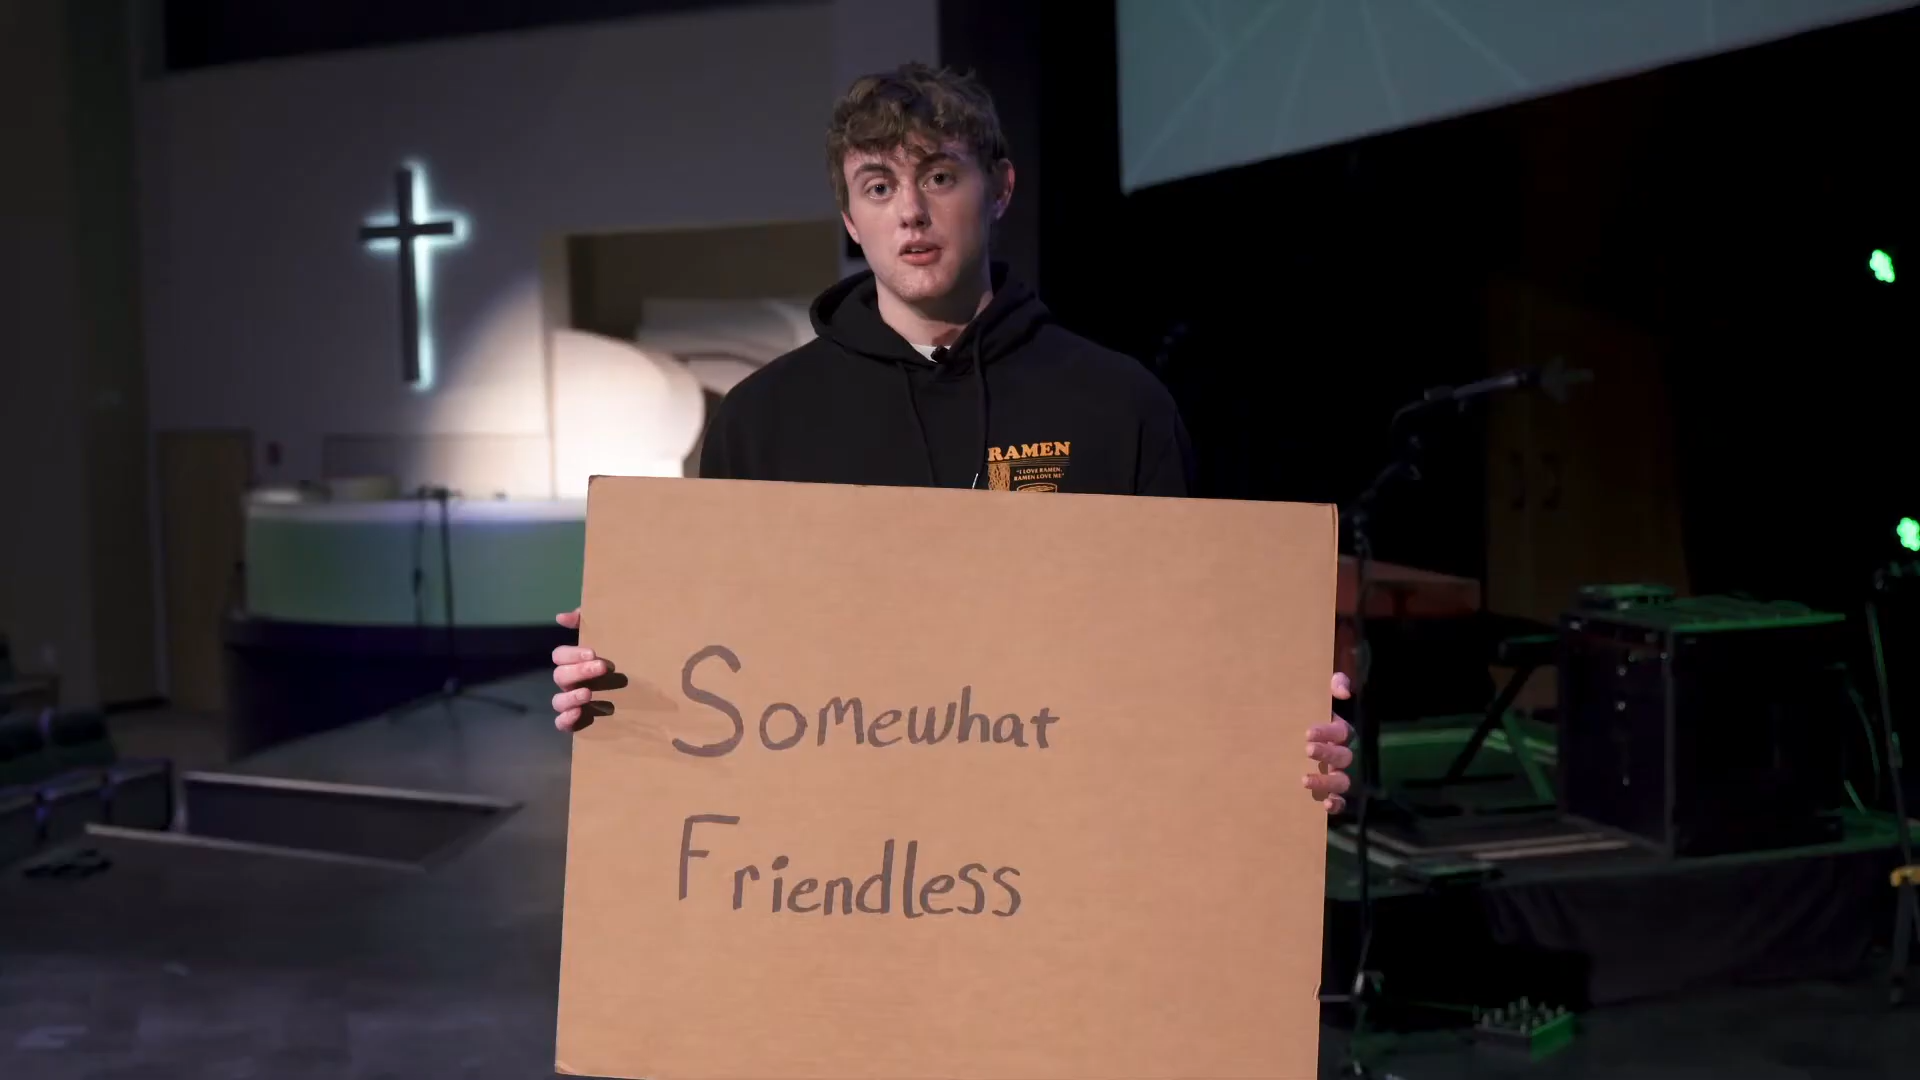 RAMEN
"I LOVE RAMEN,
RAMEN LOVE ME"
Somewhat
Friendless